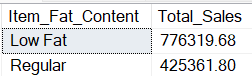 Item_Fat_Content Total_Sales
Low Fat 776319.68
Regular 425361.80